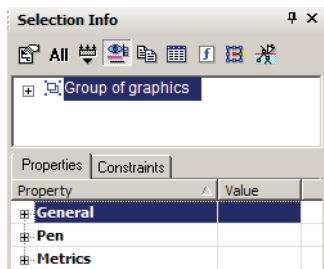 Selection Info
All
f
Group of graphics
Properties Constraints
Property Value
General
Pen
Metrics